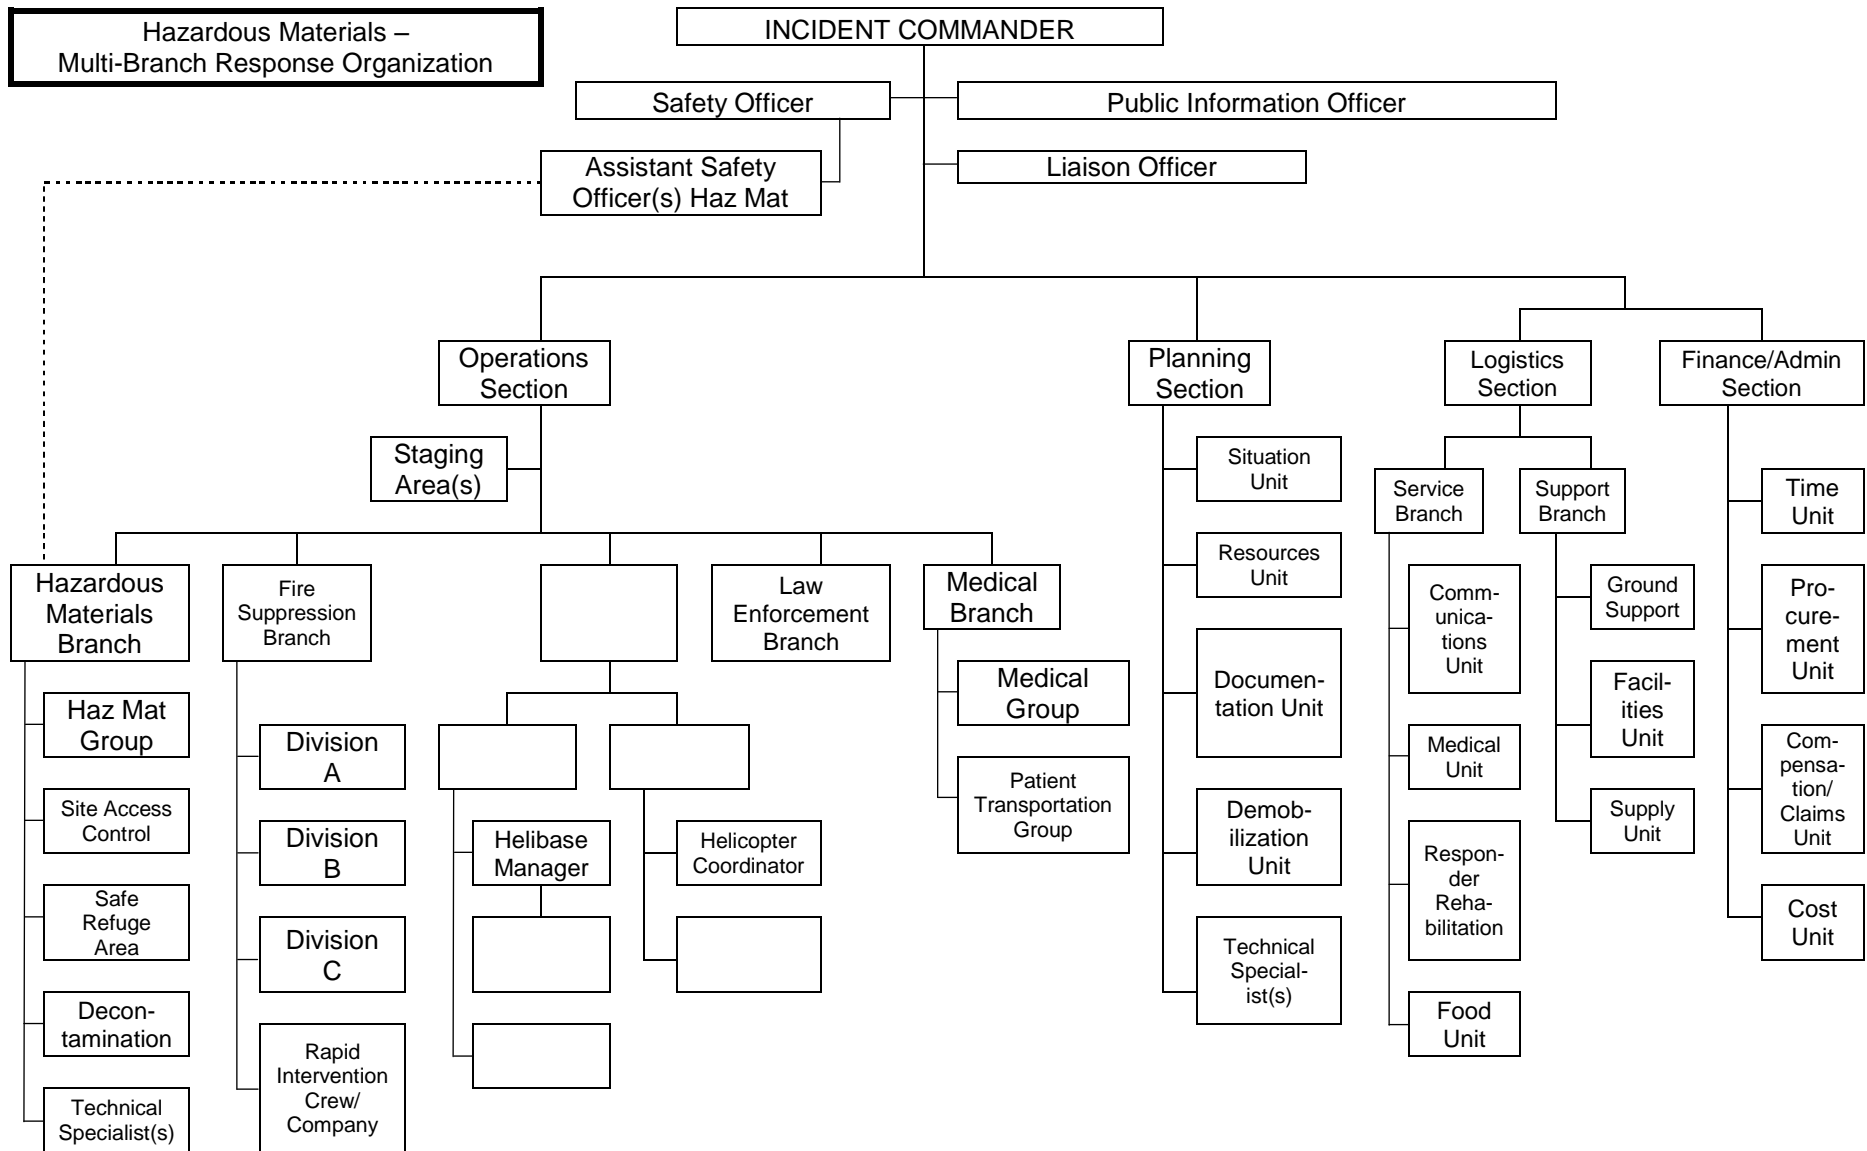 Hazardous Materials –
Multi-Branch Response Organization
INCIDENT COMMANDER
Safety Officer
Public Information Officer
Assistant Safety
Officer(s) Haz Mat
Liaison Officer
Operations
Section
Planning
Section
Logistics
Section
Finance/Admin
Section
Staging
Area(s)
Hazardous
Materials
Branch
Haz Mat
Group
Site Access
Control
Safe
Refuge
Area
Decon-
tamination
Technical
Specialist(s)
Fire
Suppression
Branch
Division
A
Division
B
Division
C
Rapid
Intervention
Crew/
Company
Helibase
Manager
Helicopter
Coordinator
Law
Enforcement
Branch
Medical
Branch
Medical
Group
Patient
Transportation
Group
Situation
Unit
Resources
Unit
Documen-
tation Unit
Demob-
ilization
Unit
Technical
Special-
ist(s)
Service
Branch
Comm-
unica-
tions
Unit
Medical
Unit
Respon-
der
Reha-
bilitation
Food
Unit
Support
Branch
Ground
Support
Facil-
ities
Unit
Supply
Unit
Time
Unit
Pro-
cure-
ment
Unit
Com-
pensa-
tion/
Claims
Unit
Cost
Unit